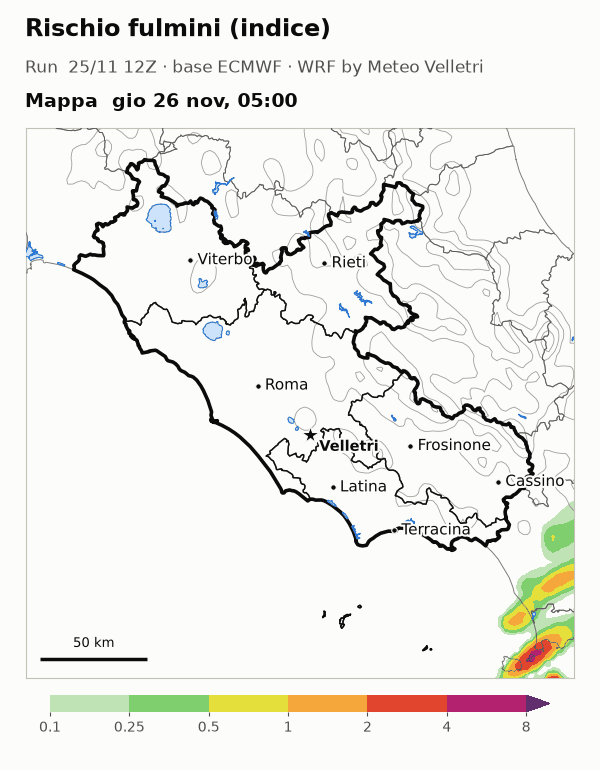 Rischio fulmini (indice)
Run  25/11 12Z · base ECMWF · WRF by Meteo Velletri
Mappa  gio 26 nov, 05:00
Viterbo
Rieti
Roma
Velletri
Frosinone
Latina
Cassino
Terracina
50 km
0.1 0.25 0.5 1 2 4 8